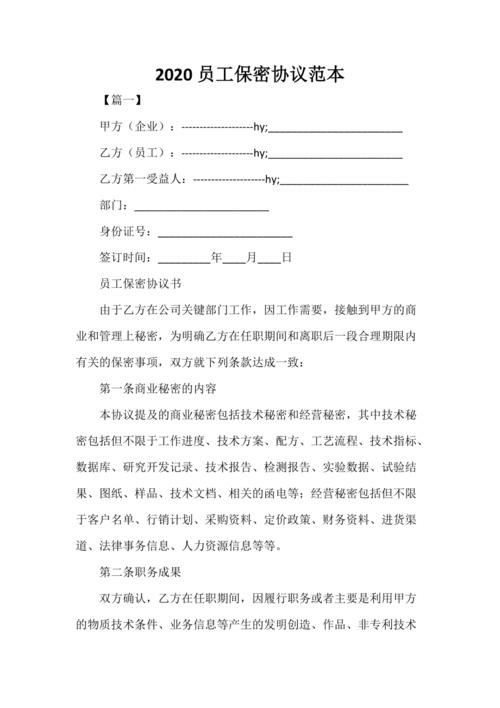 2020 员工保密协议范本
【篇一】
甲方（企业）：--------------------hy;_______________________
乙方（员工）：--------------------hy;_______________________
乙方第一受益人：--------------------hy;______________________
部门：_______________________
身份证号：_______________________
签订时间：_________年____月____日
员工保密协议书
由于乙方在公司关键部门工作，因工作需要，接触到甲方的商
业和管理上秘密，为明确乙方在任职期间和离职后一段合理期限内
有关的保密事项，双方就下列条款达成一致：
第一条商业秘密的内容
本协议提及的商业秘密包括技术秘密和经营秘密，其中技术秘
密包括但不限于工作进度、技术方案、配方、工艺流程、技术指标、
数据库、研究开发记录、技术报告、检测报告、实验数据、试验结
果、图纸、样品、技术文档、相关的函电等；经营秘密包括但不限
于客户名单、行销计划、采购资料、定价政策、财务资料、进货渠
道、法律事务信息、人力资源信息等等。
第二条职务成果
双方确认，乙方在任职期间，因履行职务或者主要是利用甲方
的物质技术条件、业务信息等产生的发明创造、作品、非专利技术